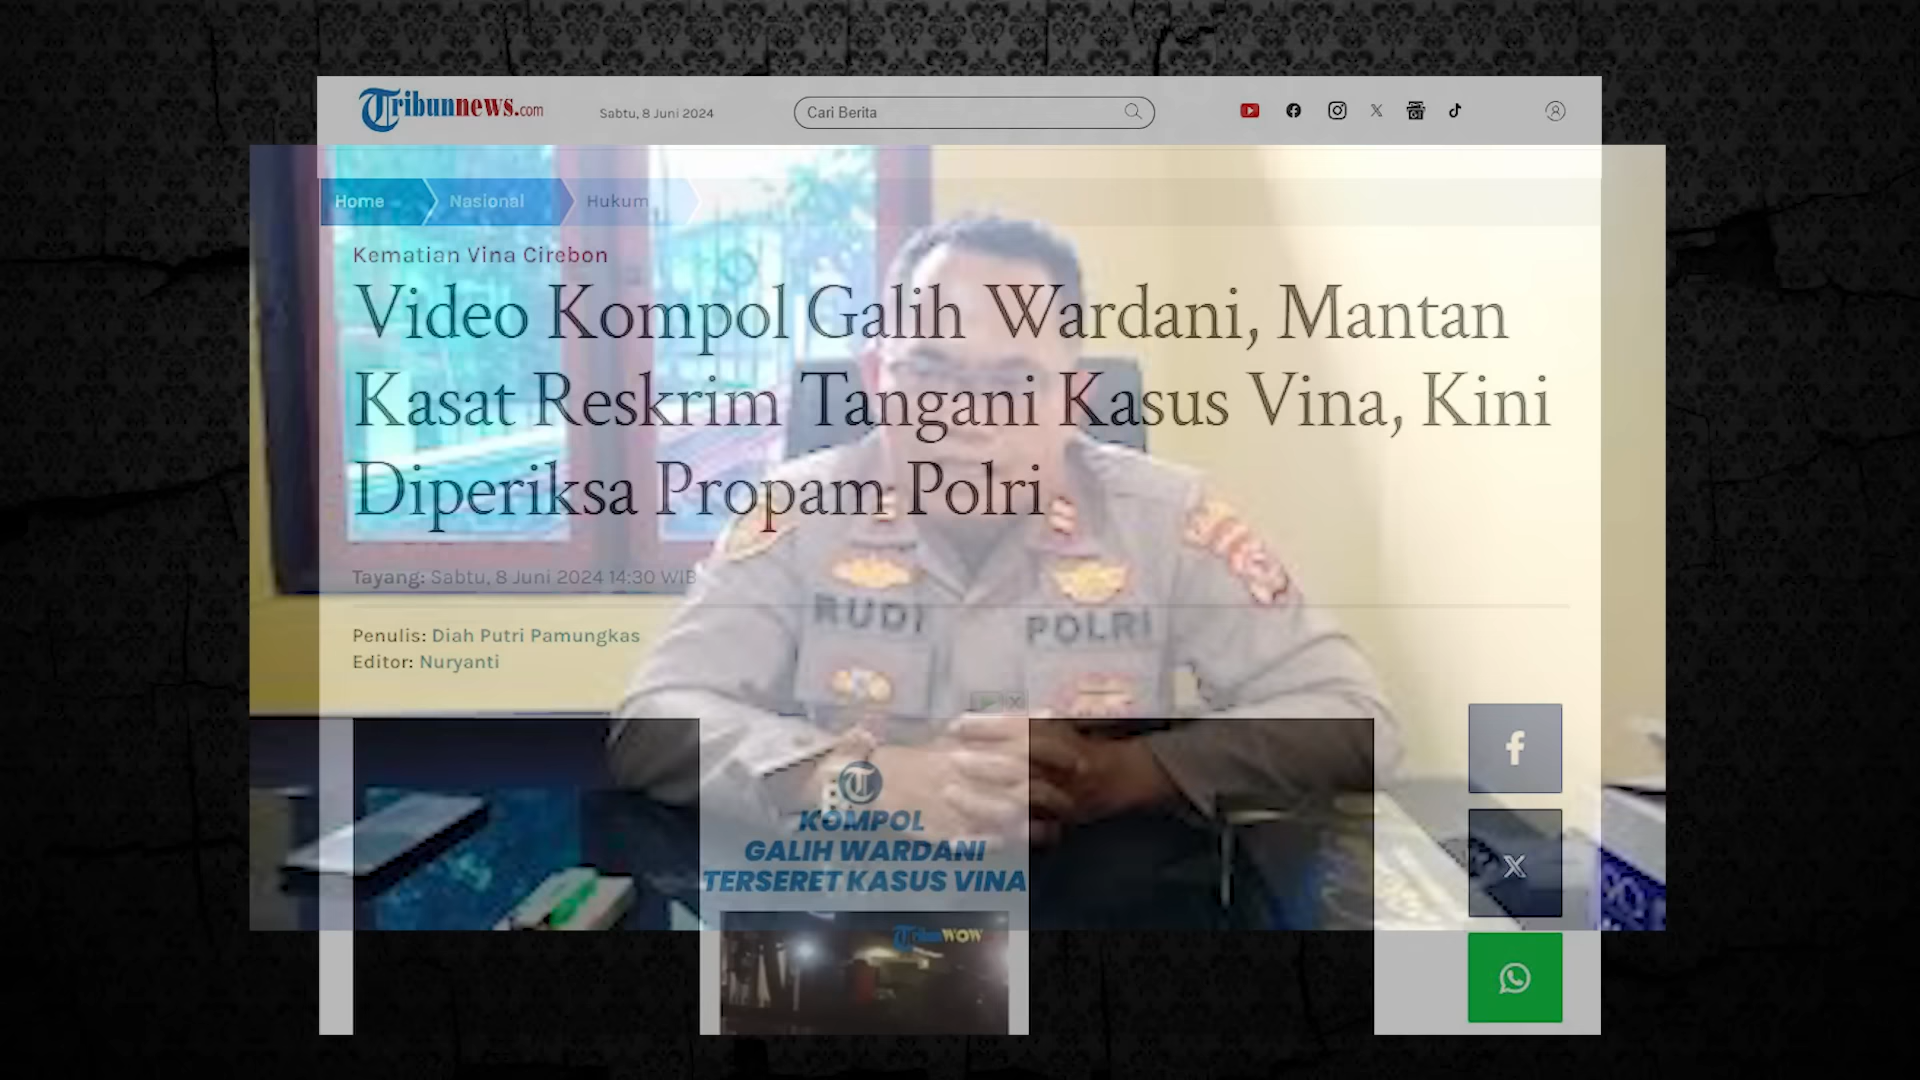 Tribunnews.com
Sabtu, 8 Juni 2024
Cari Berita
Home
Nasional
Hukum
Kematian Vina Cirebon
Video Kompol Galih Wardani, Mantan
Kasat Reskrim Tangani Kasus Vina, Kini
Diperiksa Propam Polri
Tayang: Sabtu, 8 Juni 2024 14:30 WIB
RUDI
POLRI
Penulis: Diah Putri Pamungkas
Editor: Nuryanti
KOMPOL
GALIH WARDANI
TERSERET KASUS VINA
TribunWOW